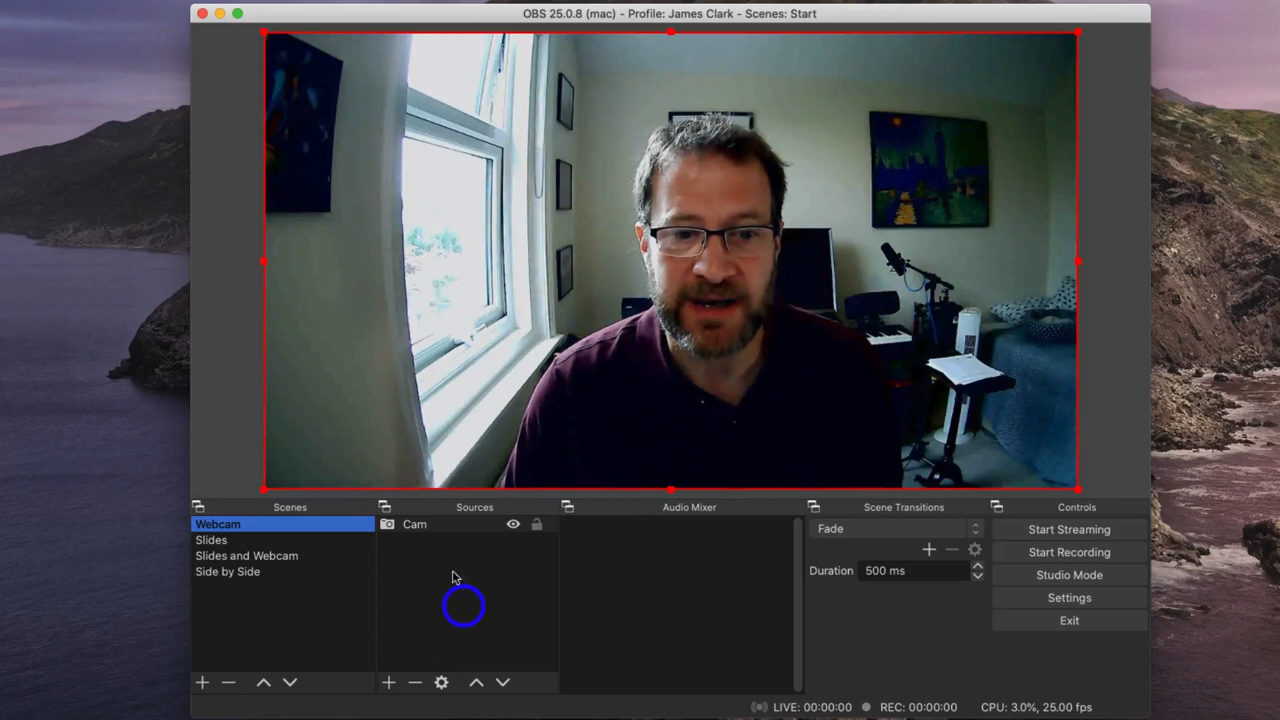 OBS 25.0.8 (mac) - Profile: James Clark - Scenes: Start
Scenes
Sources
Audio Mixer
Scene Transitions
Controls
Webcam
Slides
Slides and Webcam
Side by Side
Cam
Fade
Duration 500 ms
Start Streaming
Start Recording
Studio Mode
Settings
Exit
LIVE: 00:00:00 REC: 00:00:00 CPU: 3.0%, 25.00 fps